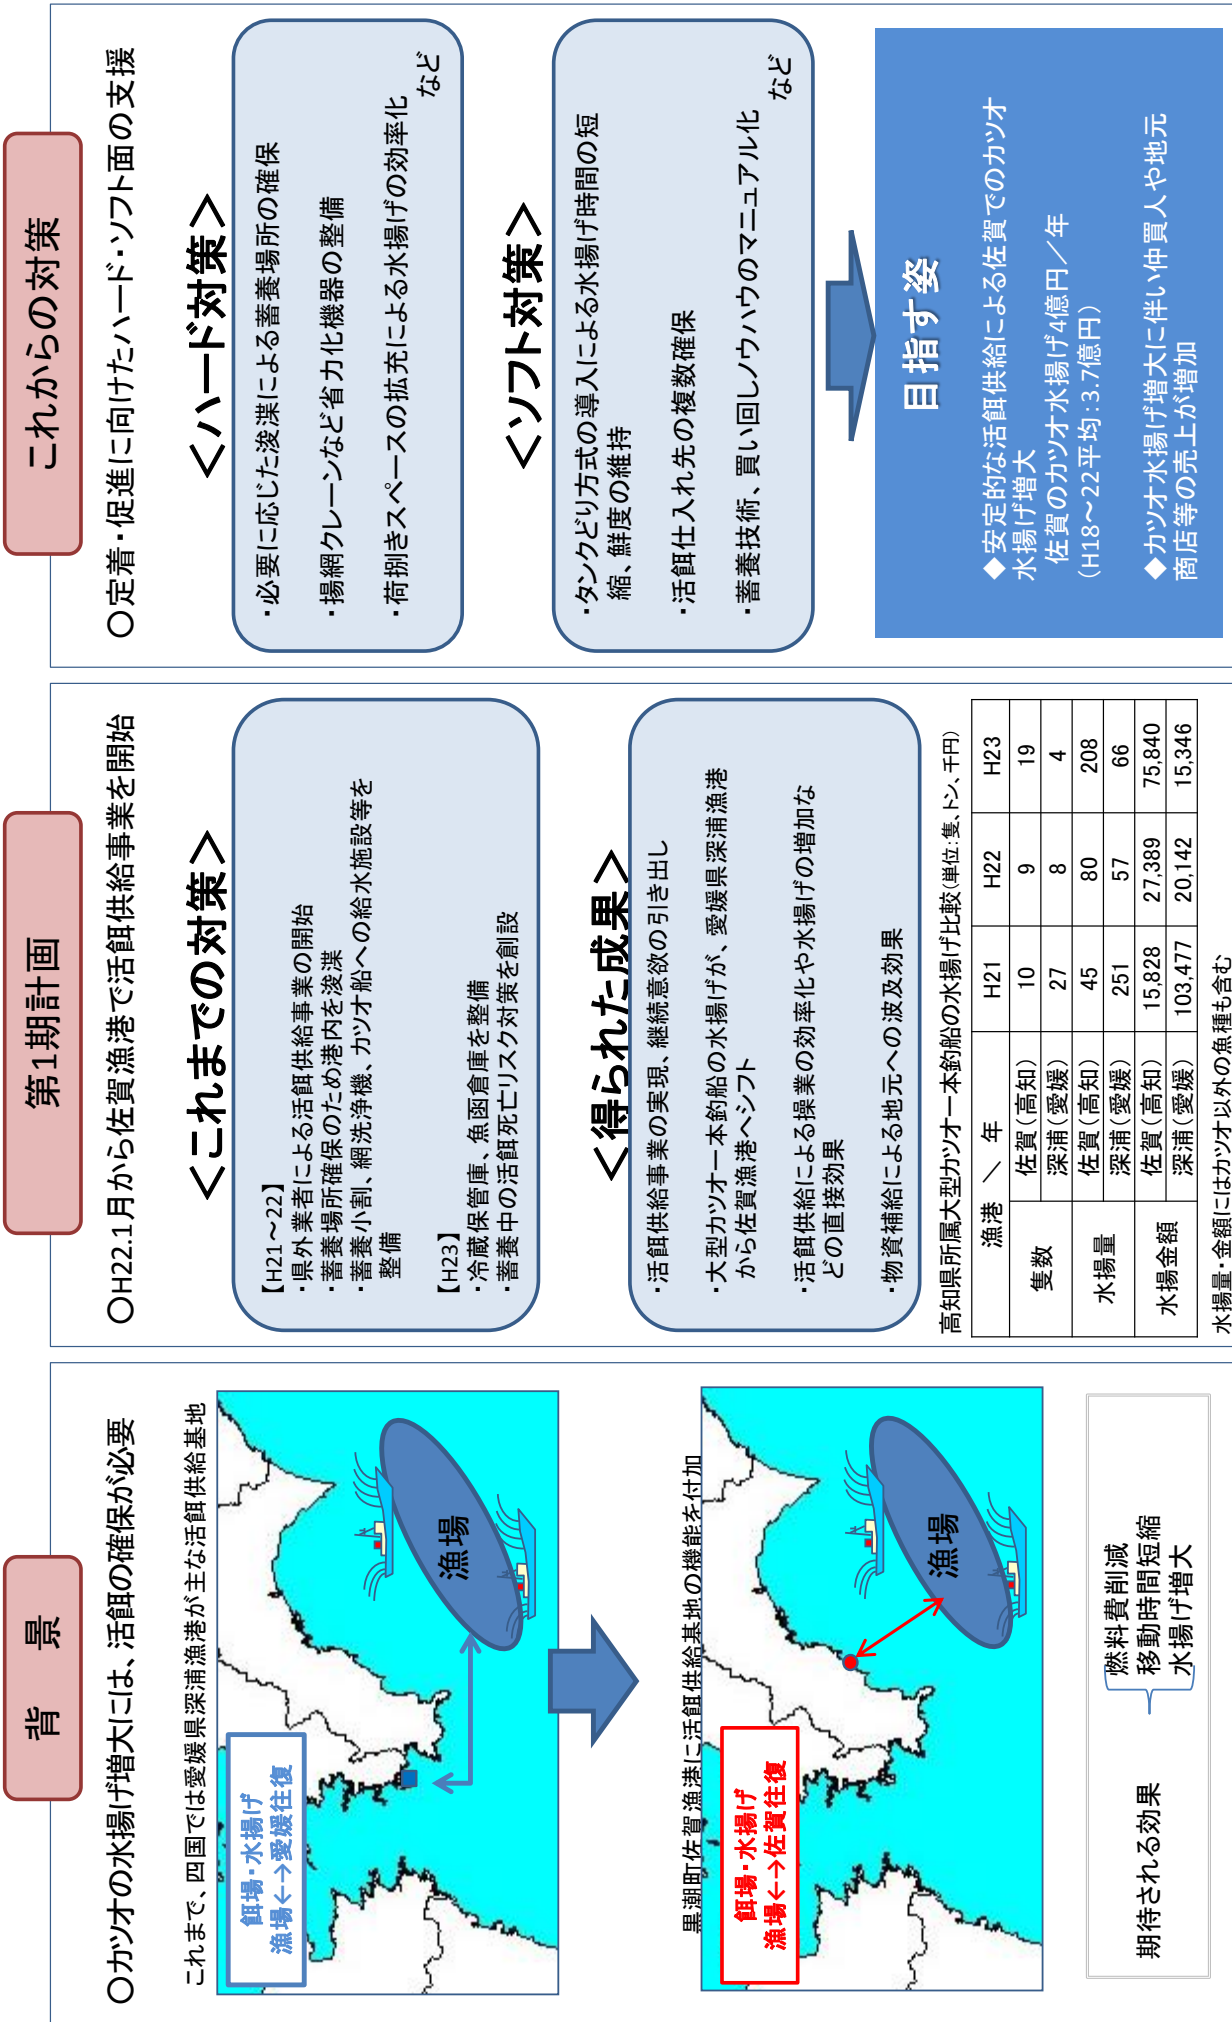 背　景
○カツオの水揚げ増大には、活餌の確保が必要
これまで、四国では愛媛県深浦漁港が主な活餌供給基地
餌場・水揚げ
漁場←→愛媛往復
漁場
黒潮町佐賀漁港に活餌供給基地の機能を付加
餌場・水揚げ
漁場←→佐賀往復
漁場
期待される効果
燃料費削減
移動時間短縮
水揚げ増大
第1期計画
○H22.1月から佐賀漁港で活餌供給事業を開始
＜これまでの対策＞
【H21～22】
・県外業者による活餌供給事業の開始
・蓄養場所確保のため港内を浚渫
・蓄養小割、網洗浄機、カツオ船への給水施設等を
整備
【H23】
・冷蔵保管庫、魚函倉庫を整備
・蓄養中の活餌死亡リスク対策を創設
＜得られた成果＞
・活餌供給事業の実現、継続意欲の引き出し
・大型カツオ一本釣船の水揚げが、愛媛県深浦漁港
から佐賀漁港へシフト
・活餌供給による操業の効率化や水揚げの増加な
どの直接効果
・物資補給による地元への波及効果
高知県所属大型カツオ一本釣船の水揚げ比較(単位:隻、トン、千円)
漁港　／　年　H21　H22　H23
隻数　佐賀(高知)　10　9　19
深浦(愛媛)　27　8　4
水揚量　佐賀(高知)　45　80　208
深浦(愛媛)　251　57　66
水揚金額　佐賀(高知)　15,828　27,389　75,840
深浦(愛媛)　103,477　20,142　15,346
水揚量・金額にはカツオ以外の魚種も含む
これからの対策
○定着・促進に向けたハード・ソフト面の支援
＜ハード対策＞
・必要に応じた浚渫による蓄養場所の確保
・揚網クレーンなど省力化機器の整備
・荷捌きスペースの拡充による水揚げの効率化
など
＜ソフト対策＞
・タンクどり方式の導入による水揚げ時間の短
縮、鮮度の維持
・活餌仕入れ先の複数確保
・蓄養技術、買い回しノウハウのマニュアル化
など
目指す姿
◆安定的な活餌供給による佐賀でのカツオ
水揚げ増大
佐賀のカツオ水揚げ4億円／年
（H18～22平均:3.7億円）
◆カツオ水揚げ増大に伴い仲買人や地元
商店等の売上が増加